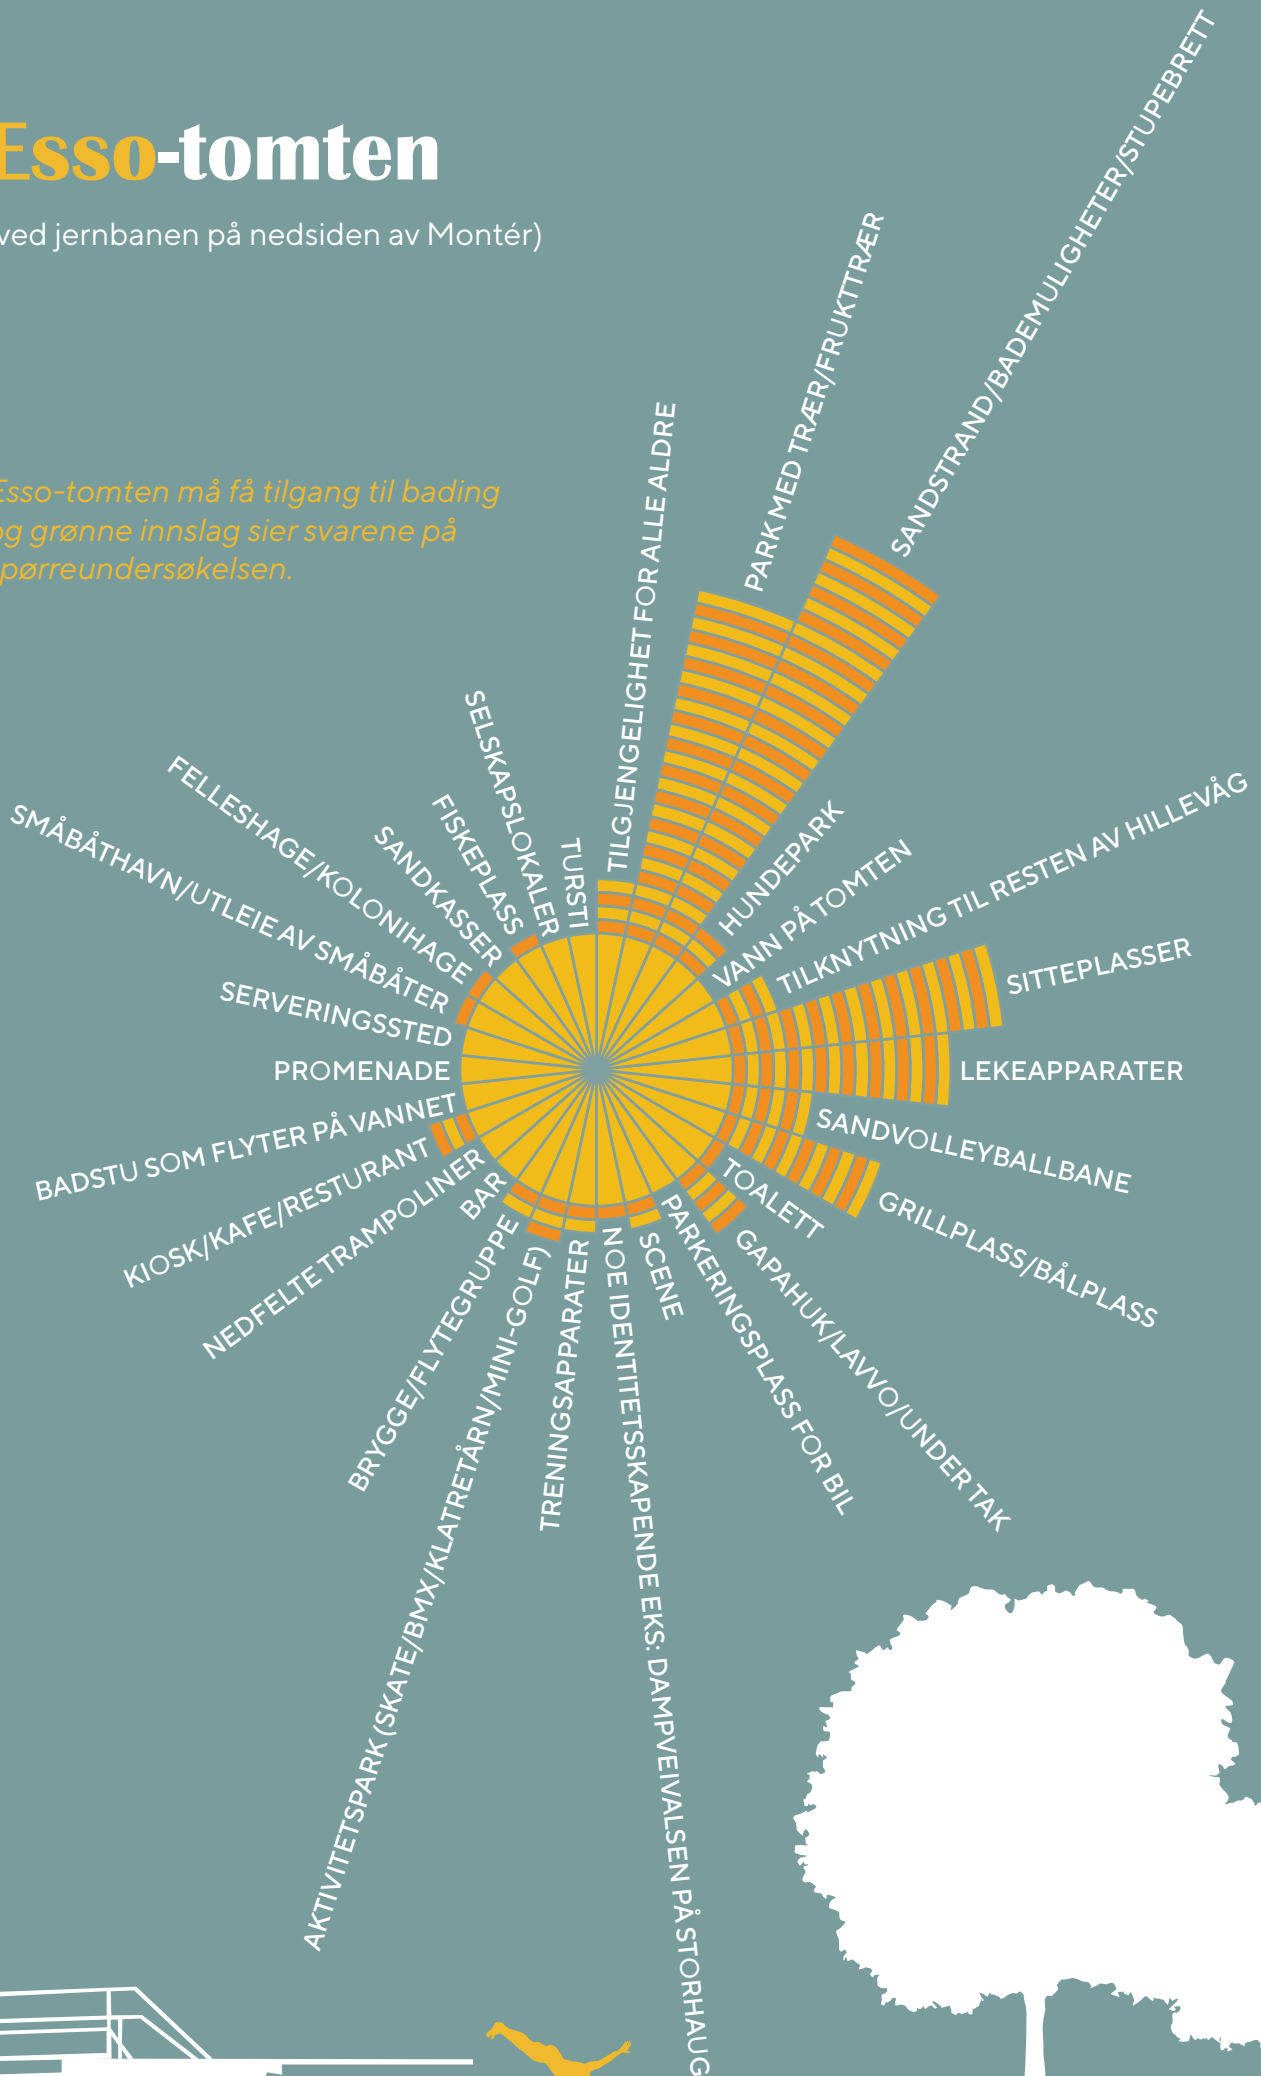 Esso-tomten
ved jernbanen på nedsiden av Montér)
Esso-tomten må få tilgang til bading
og grønne innslag sier svarene på
pørreundersøkelsen.
TILGJENGELIGHET FOR ALLE ALDRE
PARK MED TRÆR/FRUKTTRÆR
SANDSTRAND/BADEMULIGHETER/STUPEBRETT
HUNDEPARK
VANN PÅ TOMTEN
TILKNYTNING TIL RESTEN AV HILLEVÅG
SITTEPLASSER
LEKEAPPARATER
SANDVOLLEYBALLBANE
GRILLPLASS/BÅLPLASS
TOALETT
GAPAHUK/LAVVO/UNDER TAK
PARKERINGSPLASS FOR BIL
SCENE
NOE IDENTITETSSKAPENDE EKS: DAMPVEIVALSEN PÅ STORHAUG
TRENINGSAPPARATER
AKTIVITETSPARK (SKATE/BMX/KLATRETÅRN/MINI-GOLF)
BRYGGE/FLYTEGRUPPE
BAR
NEDFELTE TRAMPOLINER
KIOSK/KAFE/RESTURANT
BADSTU SOM FLYTER PÅ VANNET
PROMENADE
SERVERINGSSTED
SMÅBÅTHAVN/UTLEIE AV SMÅBÅTER
FELLESHAGE/KOLONIHAGE
SANDKASSER
FISKEPLASS
SELSKAPSLOKALER
TURSTI